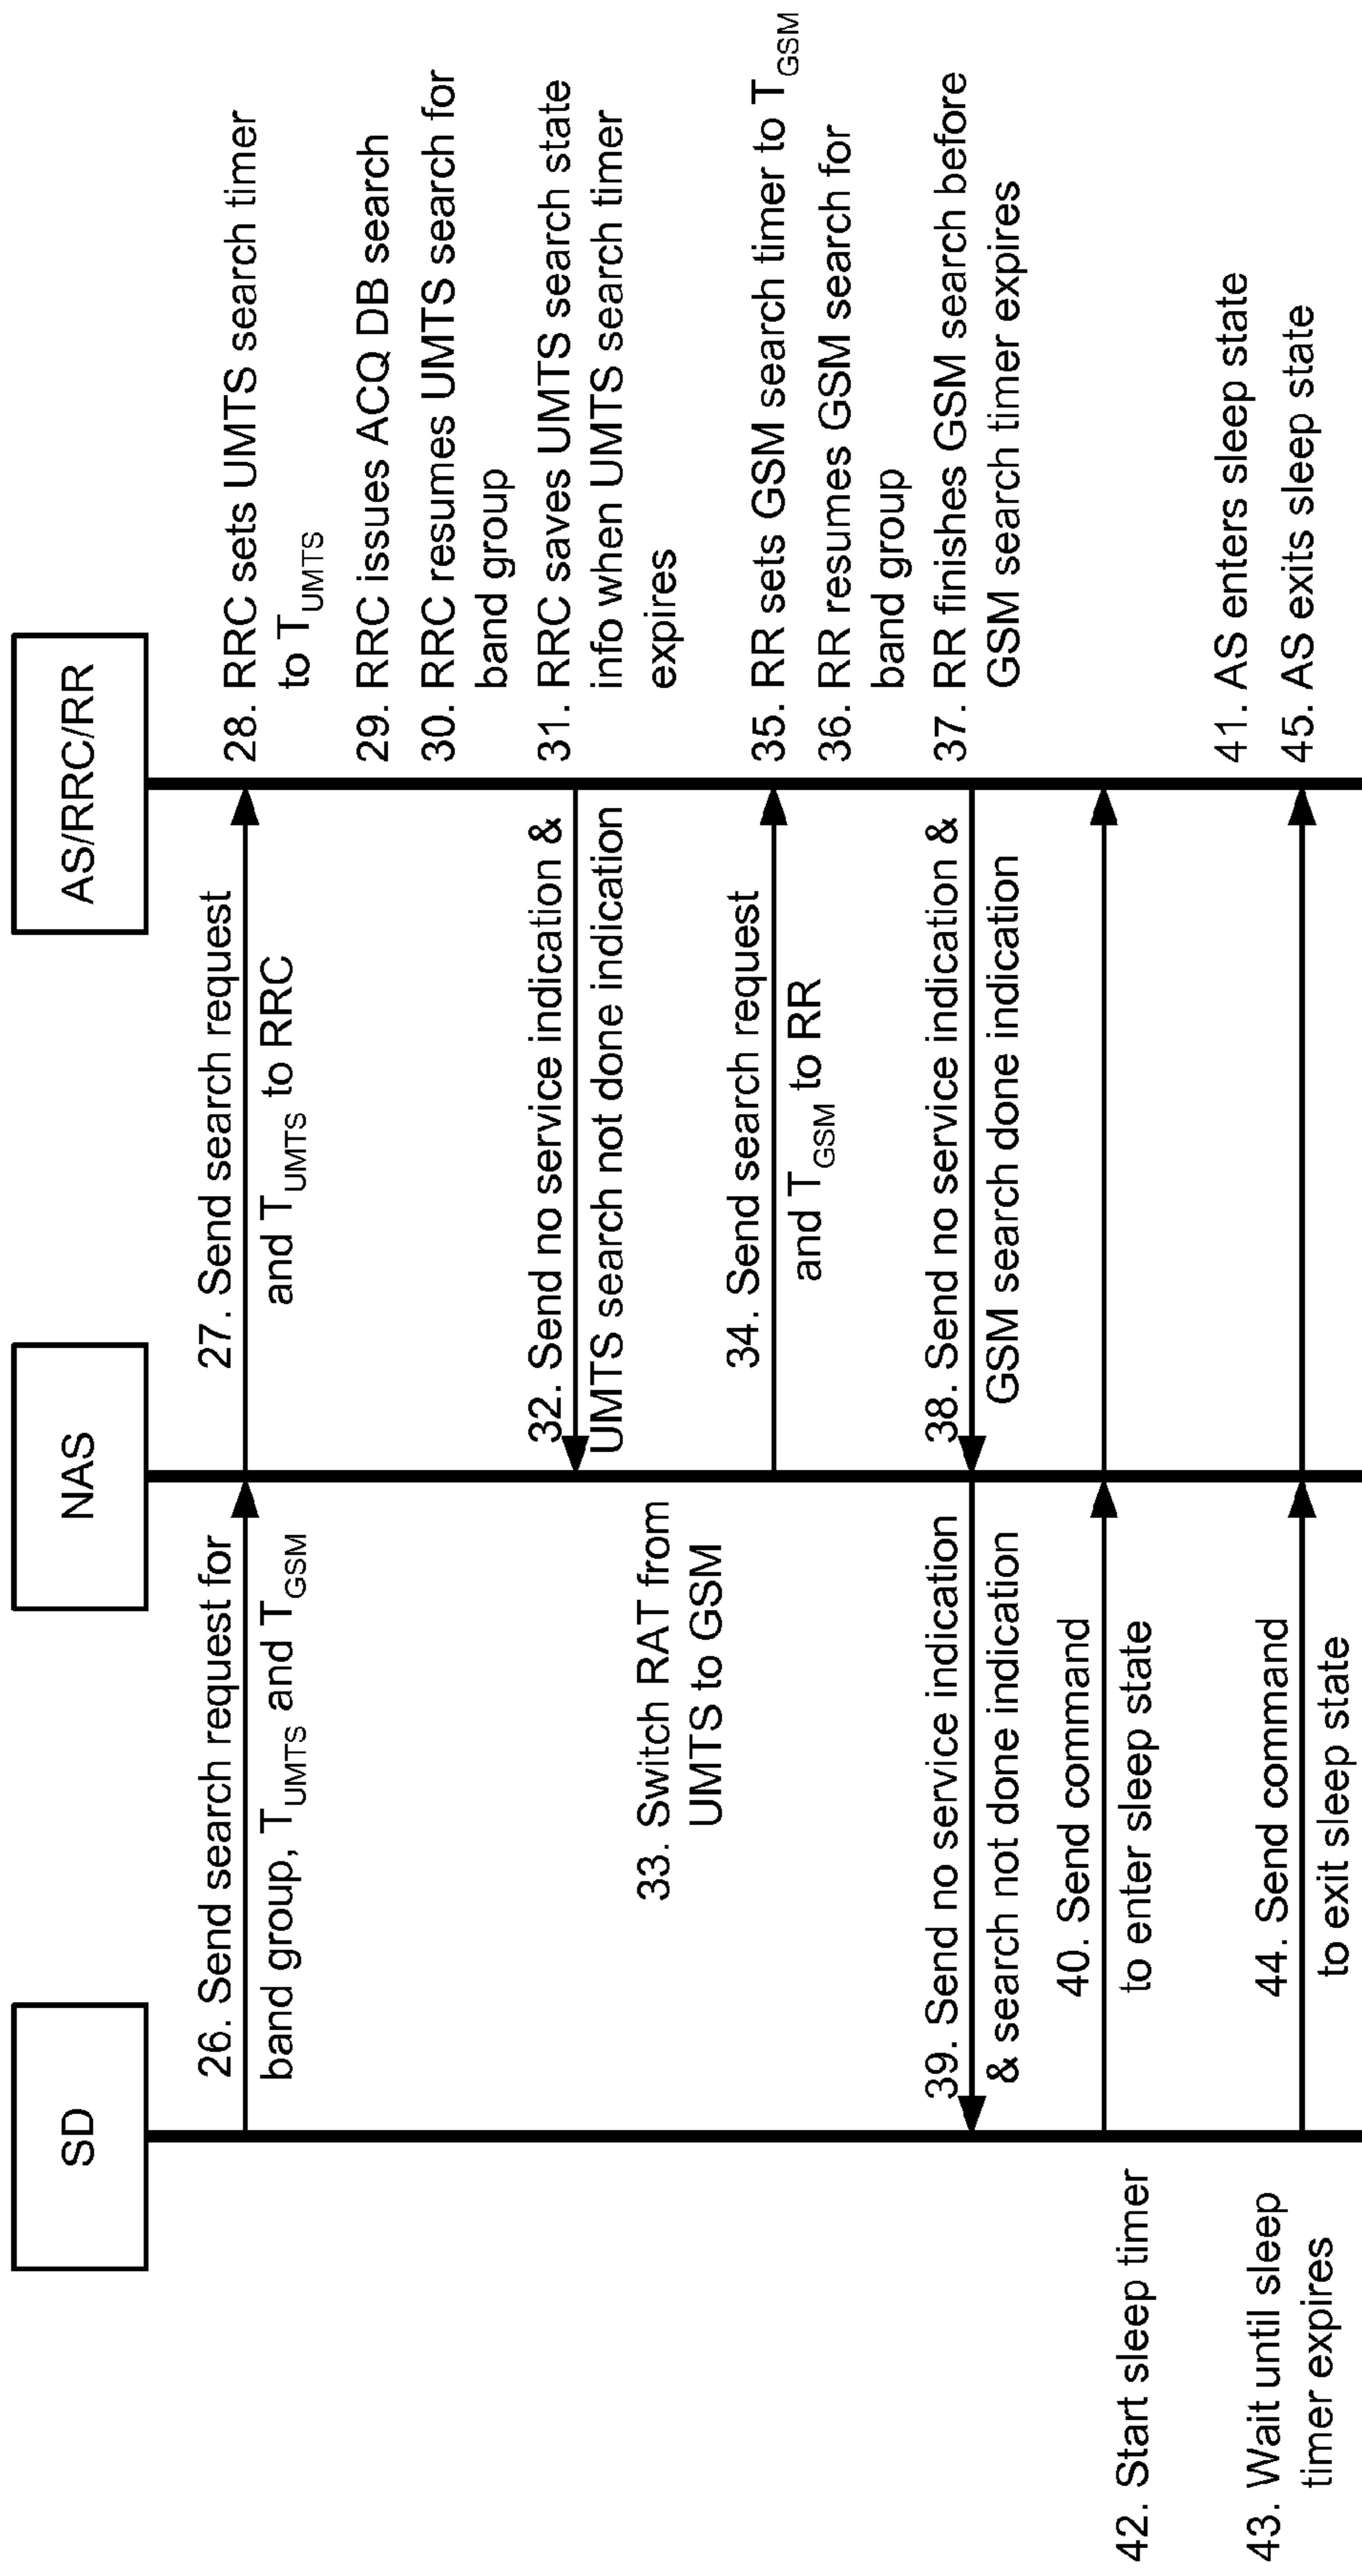 SD
NAS
AS/RRC/RR
26. Send search request for
band group, T_UMTS and T_GSM
27. Send search request
and T_UMTS to RRC
28. RRC sets UMTS search timer
to T_UMTS
29. RRC issues ACQ DB search
30. RRC resumes UMTS search for
band group
31. RRC saves UMTS search state
info when UMTS search timer
expires
32. Send no service indication &
UMTS search not done indication
33. Switch RAT from
UMTS to GSM
34. Send search request
and T_GSM to RR
35. RR sets GSM search timer to T_GSM
36. RR resumes GSM search for
band group
37. RR finishes GSM search before
GSM search timer expires
38. Send no service indication &
GSM search done indication
39. Send no service indication
& search not done indication
40. Send command
to enter sleep state
41. AS enters sleep state
42. Start sleep timer
43. Wait until sleep
timer expires
44. Send command
to exit sleep state
45. AS exits sleep state